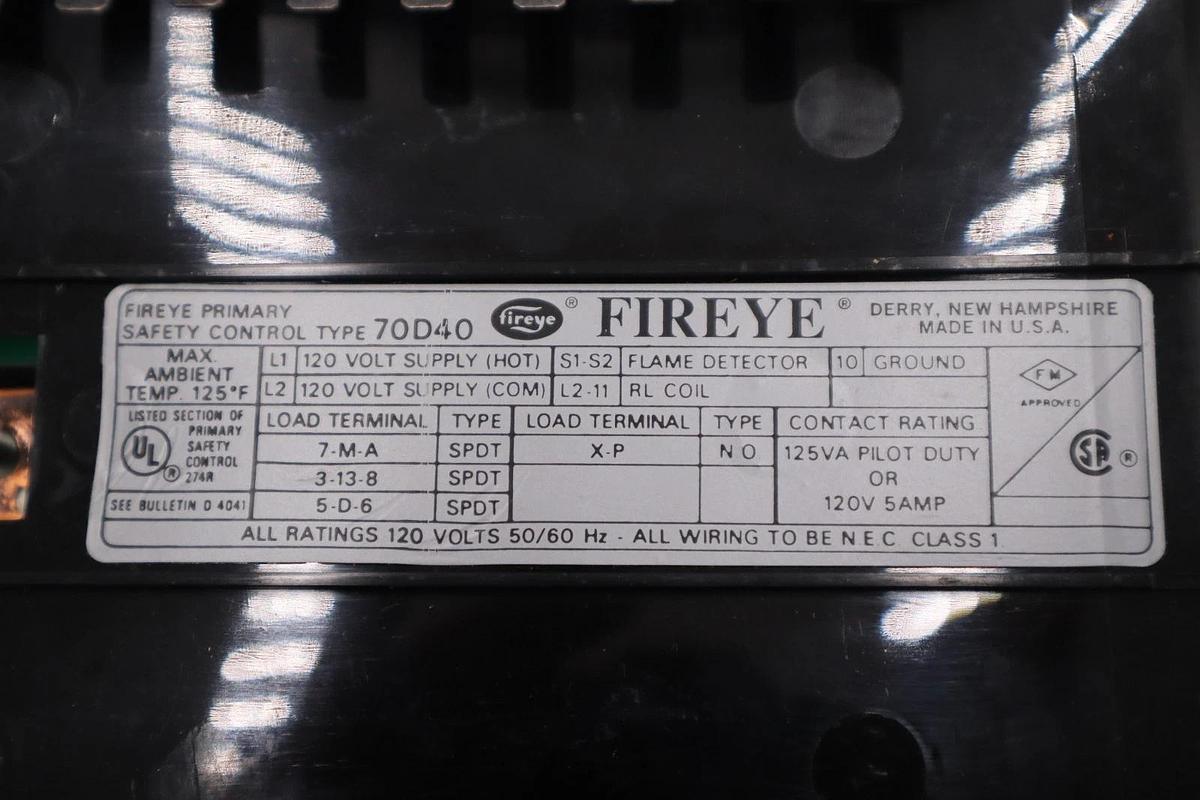 FIREYE PRIMARY
SAFETY CONTROL TYPE 70D40
fireye ®
FIREYE ®
DERRY, NEW HAMPSHIRE
MADE IN U.S.A.
MAX.
AMBIENT
TEMP. 125°F
L1 120 VOLT SUPPLY (HOT) S1-S2 FLAME DETECTOR 10 GROUND
L2 120 VOLT SUPPLY (COM) L2-11 RL COIL
LISTED SECTION OF
PRIMARY
SAFETY
CONTROL
274R
UL ®
SEE BULLETIN D 4041
LOAD TERMINAL TYPE LOAD TERMINAL TYPE CONTACT RATING
7-M-A SPDT X-P N O 125VA PILOT DUTY
3-13-8 SPDT OR
5-D-6 SPDT 120V 5AMP
FM
APPROVED
SA ®
ALL RATINGS 120 VOLTS 50/60 Hz - ALL WIRING TO BE N E.C. CLASS 1